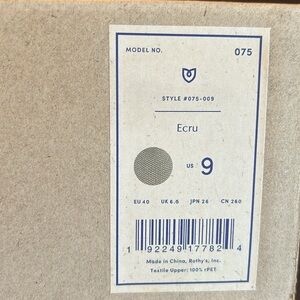 MODEL NO. 075
STYLE #075-009
Ecru
US 9
EU 40 UK 6.5 JPN 26 CN 260
1 92249 17782 4
Made in China, Rothy's, Inc.
Textile Upper: 100% rPET